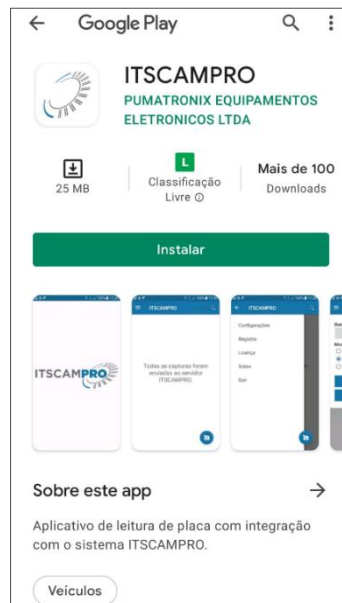 Google Play
ITSCAMPRO
PUMATRONIX EQUIPAMENTOS
ELETRONICOS LTDA
25 MB
L
Classificação
Livre
Mais de 100
Downloads
Instalar
ITSCAMPRO
ITSCAMPRO
Todas as capturas foram
enviadas ao servidor
ITSCAMPRO.
ITSCAMPRO
Configurações
Registro
Licença
Sobre
Sair
Sobre este app
Aplicativo de leitura de placa com integração
com o sistema ITSCAMPRO.
Veículos